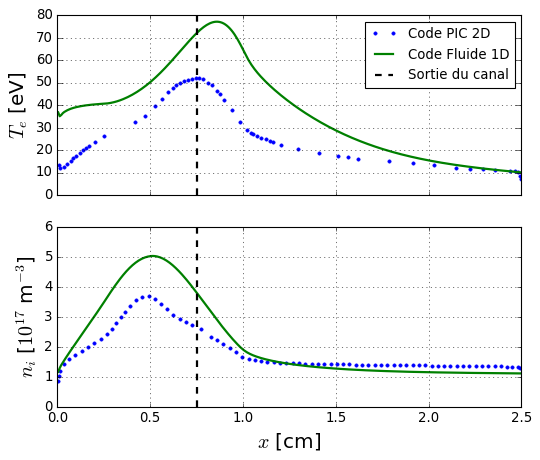 80
70
60
50
40
30
20
10
0
T_e [eV]
Code PIC 2D
Code Fluide 1D
Sortie du canal
6
5
4
3
2
1
0
n_i [10^17 m^−3]
0.0 0.5 1.0 1.5 2.0 2.5
x [cm]